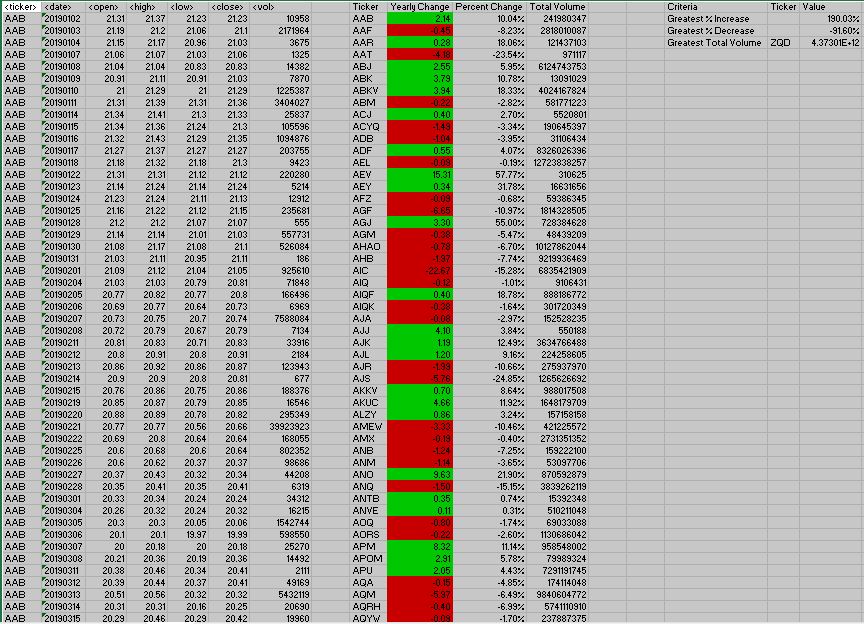 <ticker> <date> <open> <high> <low> <close> <vol> Ticker Yearly Change Percent Change Total Volume Criteria Ticker Value
AAB 20190102 21.31 21.37 21.23 21.23 10958 AAB 2.14 10.04% 241980347 Greatest % Increase 190.03%
AAB 20190103 21.19 21.2 21.06 21.1 2171964 AAF -0.45 -8.23% 2818010087 Greatest % Decrease -91.60%
AAB 20190104 21.15 21.17 20.96 21.03 3675 AAR 0.28 18.06% 121437103 Greatest Total Volume ZQD 4.37301E+12
AAB 20190107 21.06 21.07 21.03 21.06 1325 AAT -23.54% 971117
AAB 20190108 21.04 21.04 20.83 20.83 14382 ABJ 2.55 5.95% 6124743753
AAB 20190109 20.91 21.11 20.91 21.03 7870 ABK 3.79 10.78% 13091029
AAB 20190110 21 21.29 21 21.29 1225387 ABKV 3.94 18.33% 4024167824
AAB 20190111 21.31 21.39 21.31 21.36 3404027 ABM -0.22 -2.82% 581771223
AAB 20190114 21.34 21.41 21.3 21.33 25837 ACJ 0.40 2.70% 5520801
AAB 20190115 21.34 21.36 21.24 21.3 105596 ACYQ -1.43 -3.34% 190645397
AAB 20190116 21.32 21.43 21.29 21.35 1094876 ADB -1.04 -3.95% 31106434
AAB 20190117 21.27 21.37 21.27 21.27 203755 ADF 0.55 4.07% 8326026396
AAB 20190118 21.18 21.32 21.18 21.3 9423 AEL -0.19% 12723838257
AAB 20190122 21.31 21.31 21.12 21.12 220280 AEV 15.31 57.77% 310625
AAB 20190123 21.14 21.24 21.14 21.24 5214 AEY 0.34 31.78% 16631656
AAB 20190124 21.23 21.24 21.11 21.13 12912 AFZ -0.09 -0.68% 59386345
AAB 20190125 21.16 21.22 21.12 21.15 235681 AGF -10.97% 1814328505
AAB 20190128 21.2 21.2 21.07 21.07 555 AGJ 3.30 55.00% 728384628
AAB 20190129 21.14 21.14 21.01 21.03 557731 AGM -5.47% 48439209
AAB 20190130 21.08 21.17 21.08 21.1 526084 AHAO -0.78 -6.70% 10127862044
AAB 20190131 21.03 21.11 20.95 21.11 186 AHB -7.74% 9219936469
AAB 20190201 21.09 21.12 21.04 21.05 925610 AIC -22.67 -15.28% 6835421909
AAB 20190204 21.03 21.03 20.79 20.81 71848 AIQ -0.12 -1.01% 9106431
AAB 20190205 20.77 20.82 20.77 20.8 166496 AIQF 0.40 18.78% 888186772
AAB 20190206 20.69 20.77 20.64 20.73 6969 AIQK -1.64% 301720349
AAB 20190207 20.73 20.75 20.7 20.74 7588084 AJA -2.97% 152528235
AAB 20190208 20.72 20.79 20.67 20.79 7134 AJJ 4.10 3.84% 550188
AAB 20190211 20.81 20.83 20.71 20.83 33916 AJK 1.19 12.49% 3634766488
AAB 20190212 20.8 20.91 20.8 20.91 2184 AJL 1.20 9.16% 224258605
AAB 20190213 20.86 20.92 20.86 20.87 123943 AJR -10.66% 275937970
AAB 20190214 20.9 20.9 20.8 20.81 677 AJS -24.85% 1265626692
AAB 20190215 20.76 20.86 20.75 20.86 188376 AKKV 0.70 8.64% 988017508
AAB 20190219 20.85 20.87 20.79 20.85 16546 AKUC 4.66 11.92% 1648179709
AAB 20190220 20.88 20.89 20.78 20.82 295349 ALZY 0.86 3.24% 157158158
AAB 20190221 20.77 20.77 20.56 20.66 39923923 AMEW -10.46% 421225572
AAB 20190222 20.69 20.8 20.64 20.64 168055 AMX -0.40% 2731351352
AAB 20190225 20.6 20.68 20.6 20.64 802352 ANB -1.24 -7.25% 159222100
AAB 20190226 20.6 20.62 20.37 20.37 98686 ANM -1.14 -3.65% 53097706
AAB 20190227 20.37 20.43 20.32 20.34 44208 ANO 9.63 21.90% 870592879
AAB 20190228 20.35 20.41 20.35 20.41 6319 ANQ -1.50 -15.15% 3839262119
AAB 20190301 20.33 20.34 20.24 20.24 34312 ANTB 0.35 0.74% 15392348
AAB 20190304 20.26 20.32 20.24 20.32 16215 ANVE 0.11 0.31% 510211048
AAB 20190305 20.3 20.3 20.05 20.06 1542744 AOQ -0.80 -1.74% 69033088
AAB 20190306 20.1 20.1 19.97 19.99 598550 AORS -0.22 -2.60% 1130686042
AAB 20190307 20 20.18 20 20.18 25270 APM 8.32 11.14% 958548002
AAB 20190308 20.21 20.36 20.19 20.36 14492 APOM 2.91 5.78% 79989324
AAB 20190311 20.38 20.46 20.34 20.41 2111 APU 2.05 4.43% 7291191745
AAB 20190312 20.39 20.44 20.37 20.41 49169 AQA -0.15 -4.85% 174114048
AAB 20190313 20.51 20.56 20.32 20.32 5432119 AQM -6.49% 9840604772
AAB 20190314 20.31 20.31 20.16 20.25 20690 AQRH -0.40 -6.99% 5741110910
AAB 20190315 20.29 20.46 20.29 20.42 19960 AQYW -1.70% 237887375